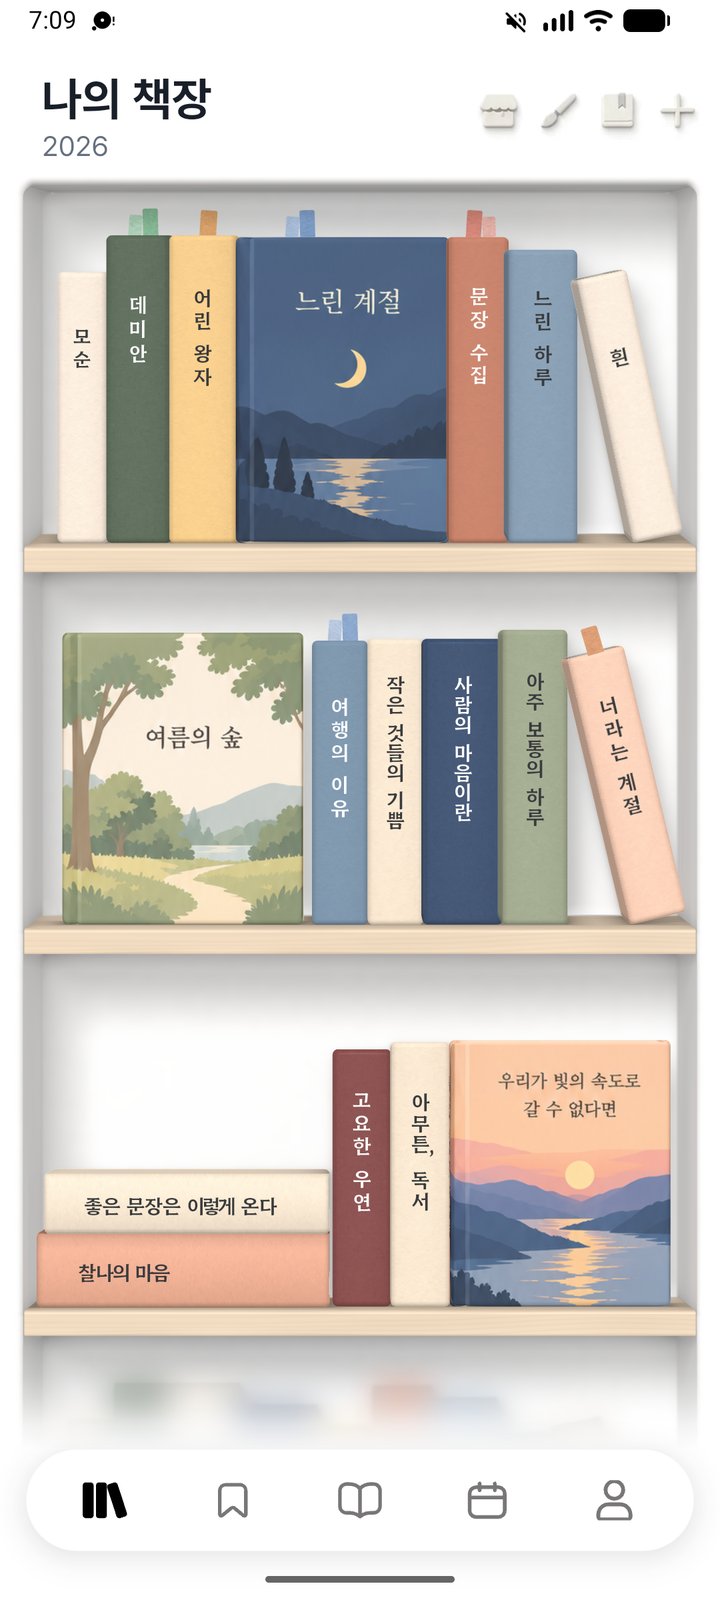 7:09
나의 책장
2026
모순
데미안
어린 왕자
느린 계절
문장 수집
느린 하루
흰
여름의 숲
여행의 이유
작은 것들의 기쁨
사람의 마음이란
아주 보통의 하루
너라는 계절
고요한 우연
아무튼, 독서
우리가 빛의 속도로
갈 수 없다면
좋은 문장은 이렇게 온다
찰나의 마음